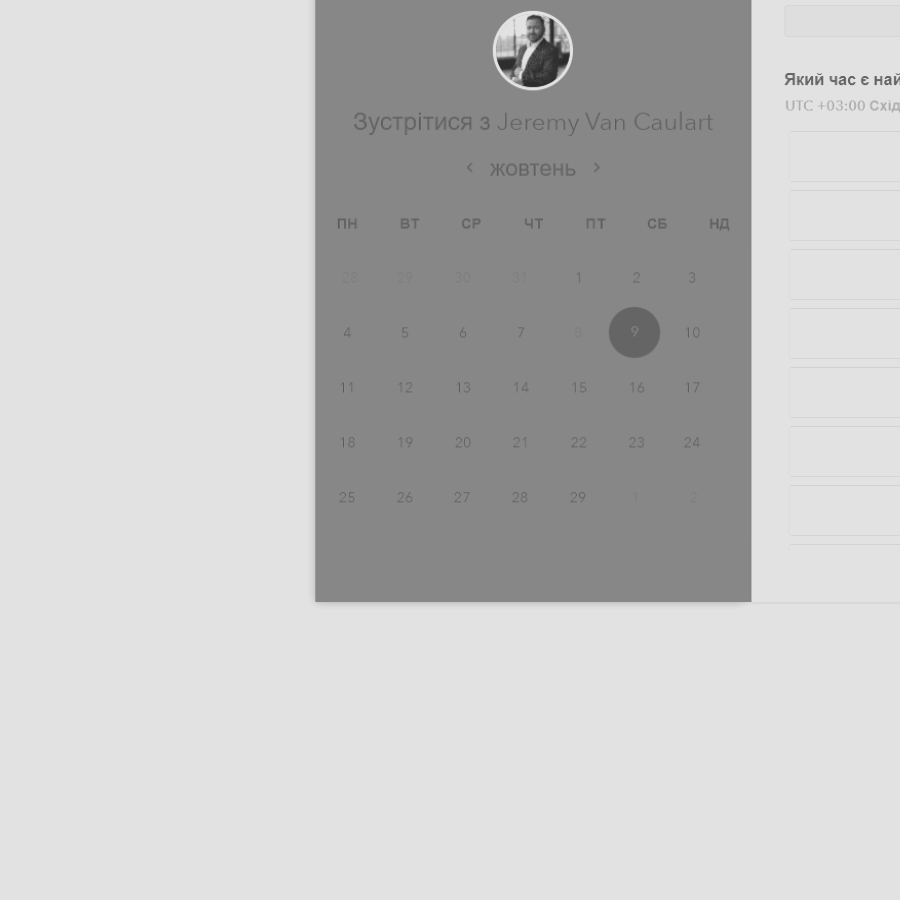 Зустрітися з Jeremy Van Caulart
жовтень
ПН ВТ СР ЧТ ПТ СБ НД
28 29 30 31 1 2 3
4 5 6 7 8 9 10
11 12 13 14 15 16 17
18 19 20 21 22 23 24
25 26 27 28 29 1 2
Який час є най
UTC +03:00 Схід